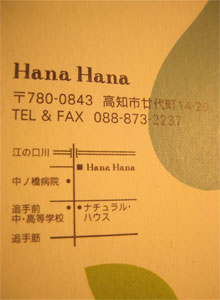 Hana Hana
〒780-0843 高知市廿代町14-20
TEL & FAX 088-873-2237
江の口川
Hana Hana
中ノ橋病院
追手前
中・高等学校
ナチュラル・
ハウス
追手筋